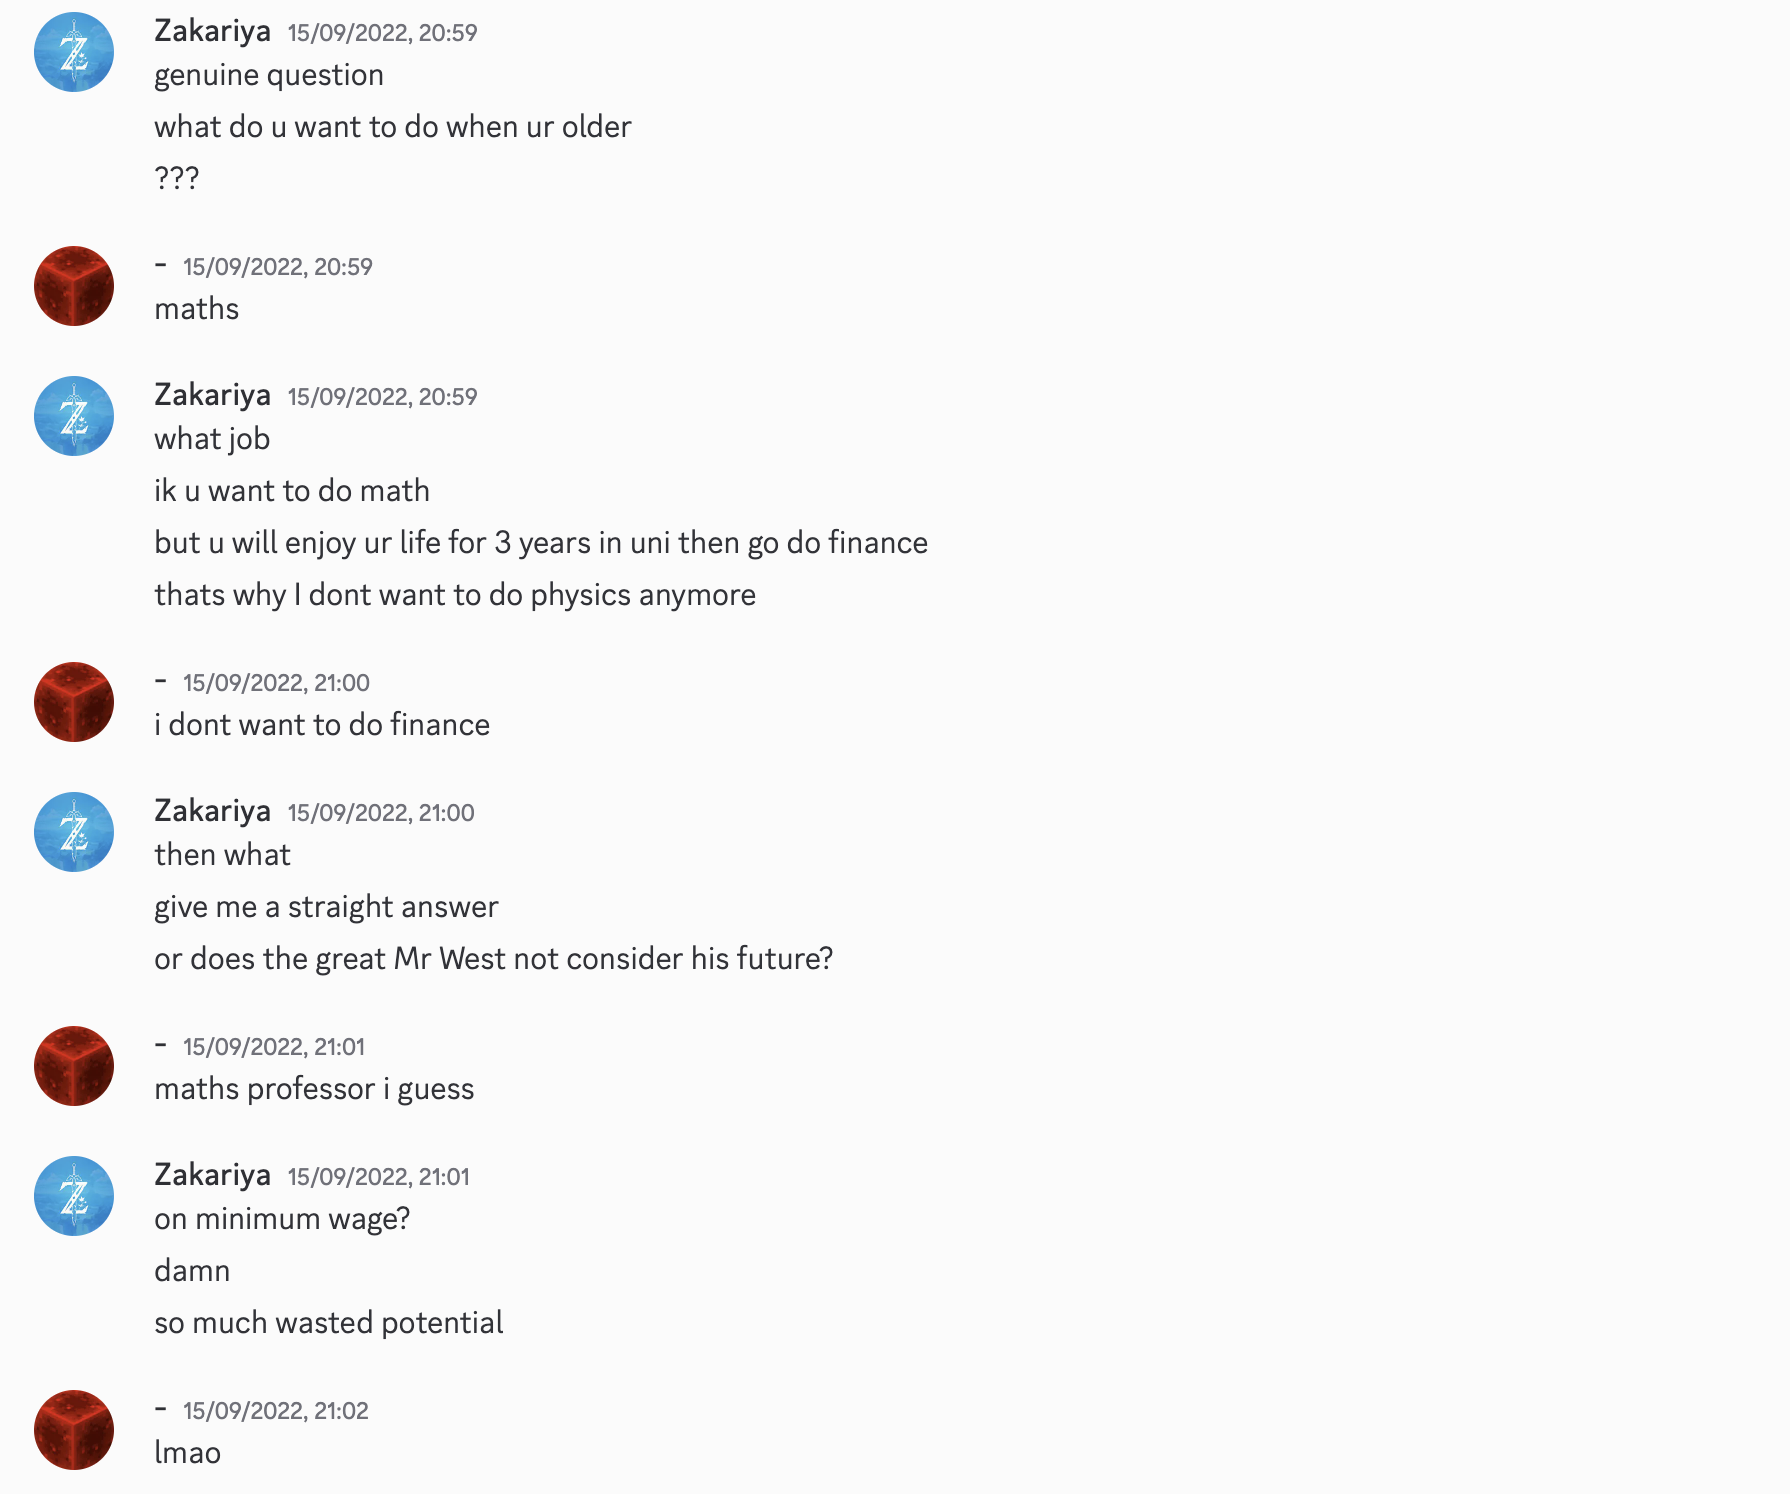 Zakariya 15/09/2022, 20:59
genuine question
what do u want to do when ur older
???
- 15/09/2022, 20:59
maths
Zakariya 15/09/2022, 20:59
what job
ik u want to do math
but u will enjoy ur life for 3 years in uni then go do finance
thats why I dont want to do physics anymore
- 15/09/2022, 21:00
i dont want to do finance
Zakariya 15/09/2022, 21:00
then what
give me a straight answer
or does the great Mr West not consider his future?
- 15/09/2022, 21:01
maths professor i guess
Zakariya 15/09/2022, 21:01
on minimum wage?
damn
so much wasted potential
- 15/09/2022, 21:02
lmao